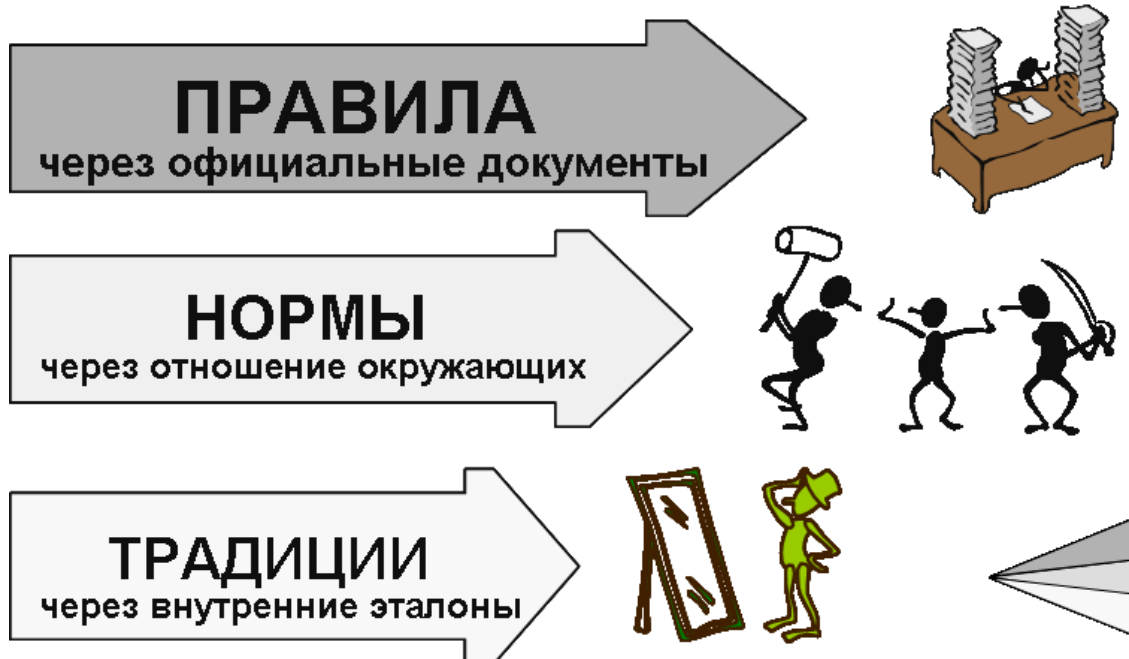 ПРАВИЛА
через официальные документы
НОРМЫ
через отношение окружающих
ТРАДИЦИИ
через внутренние эталоны